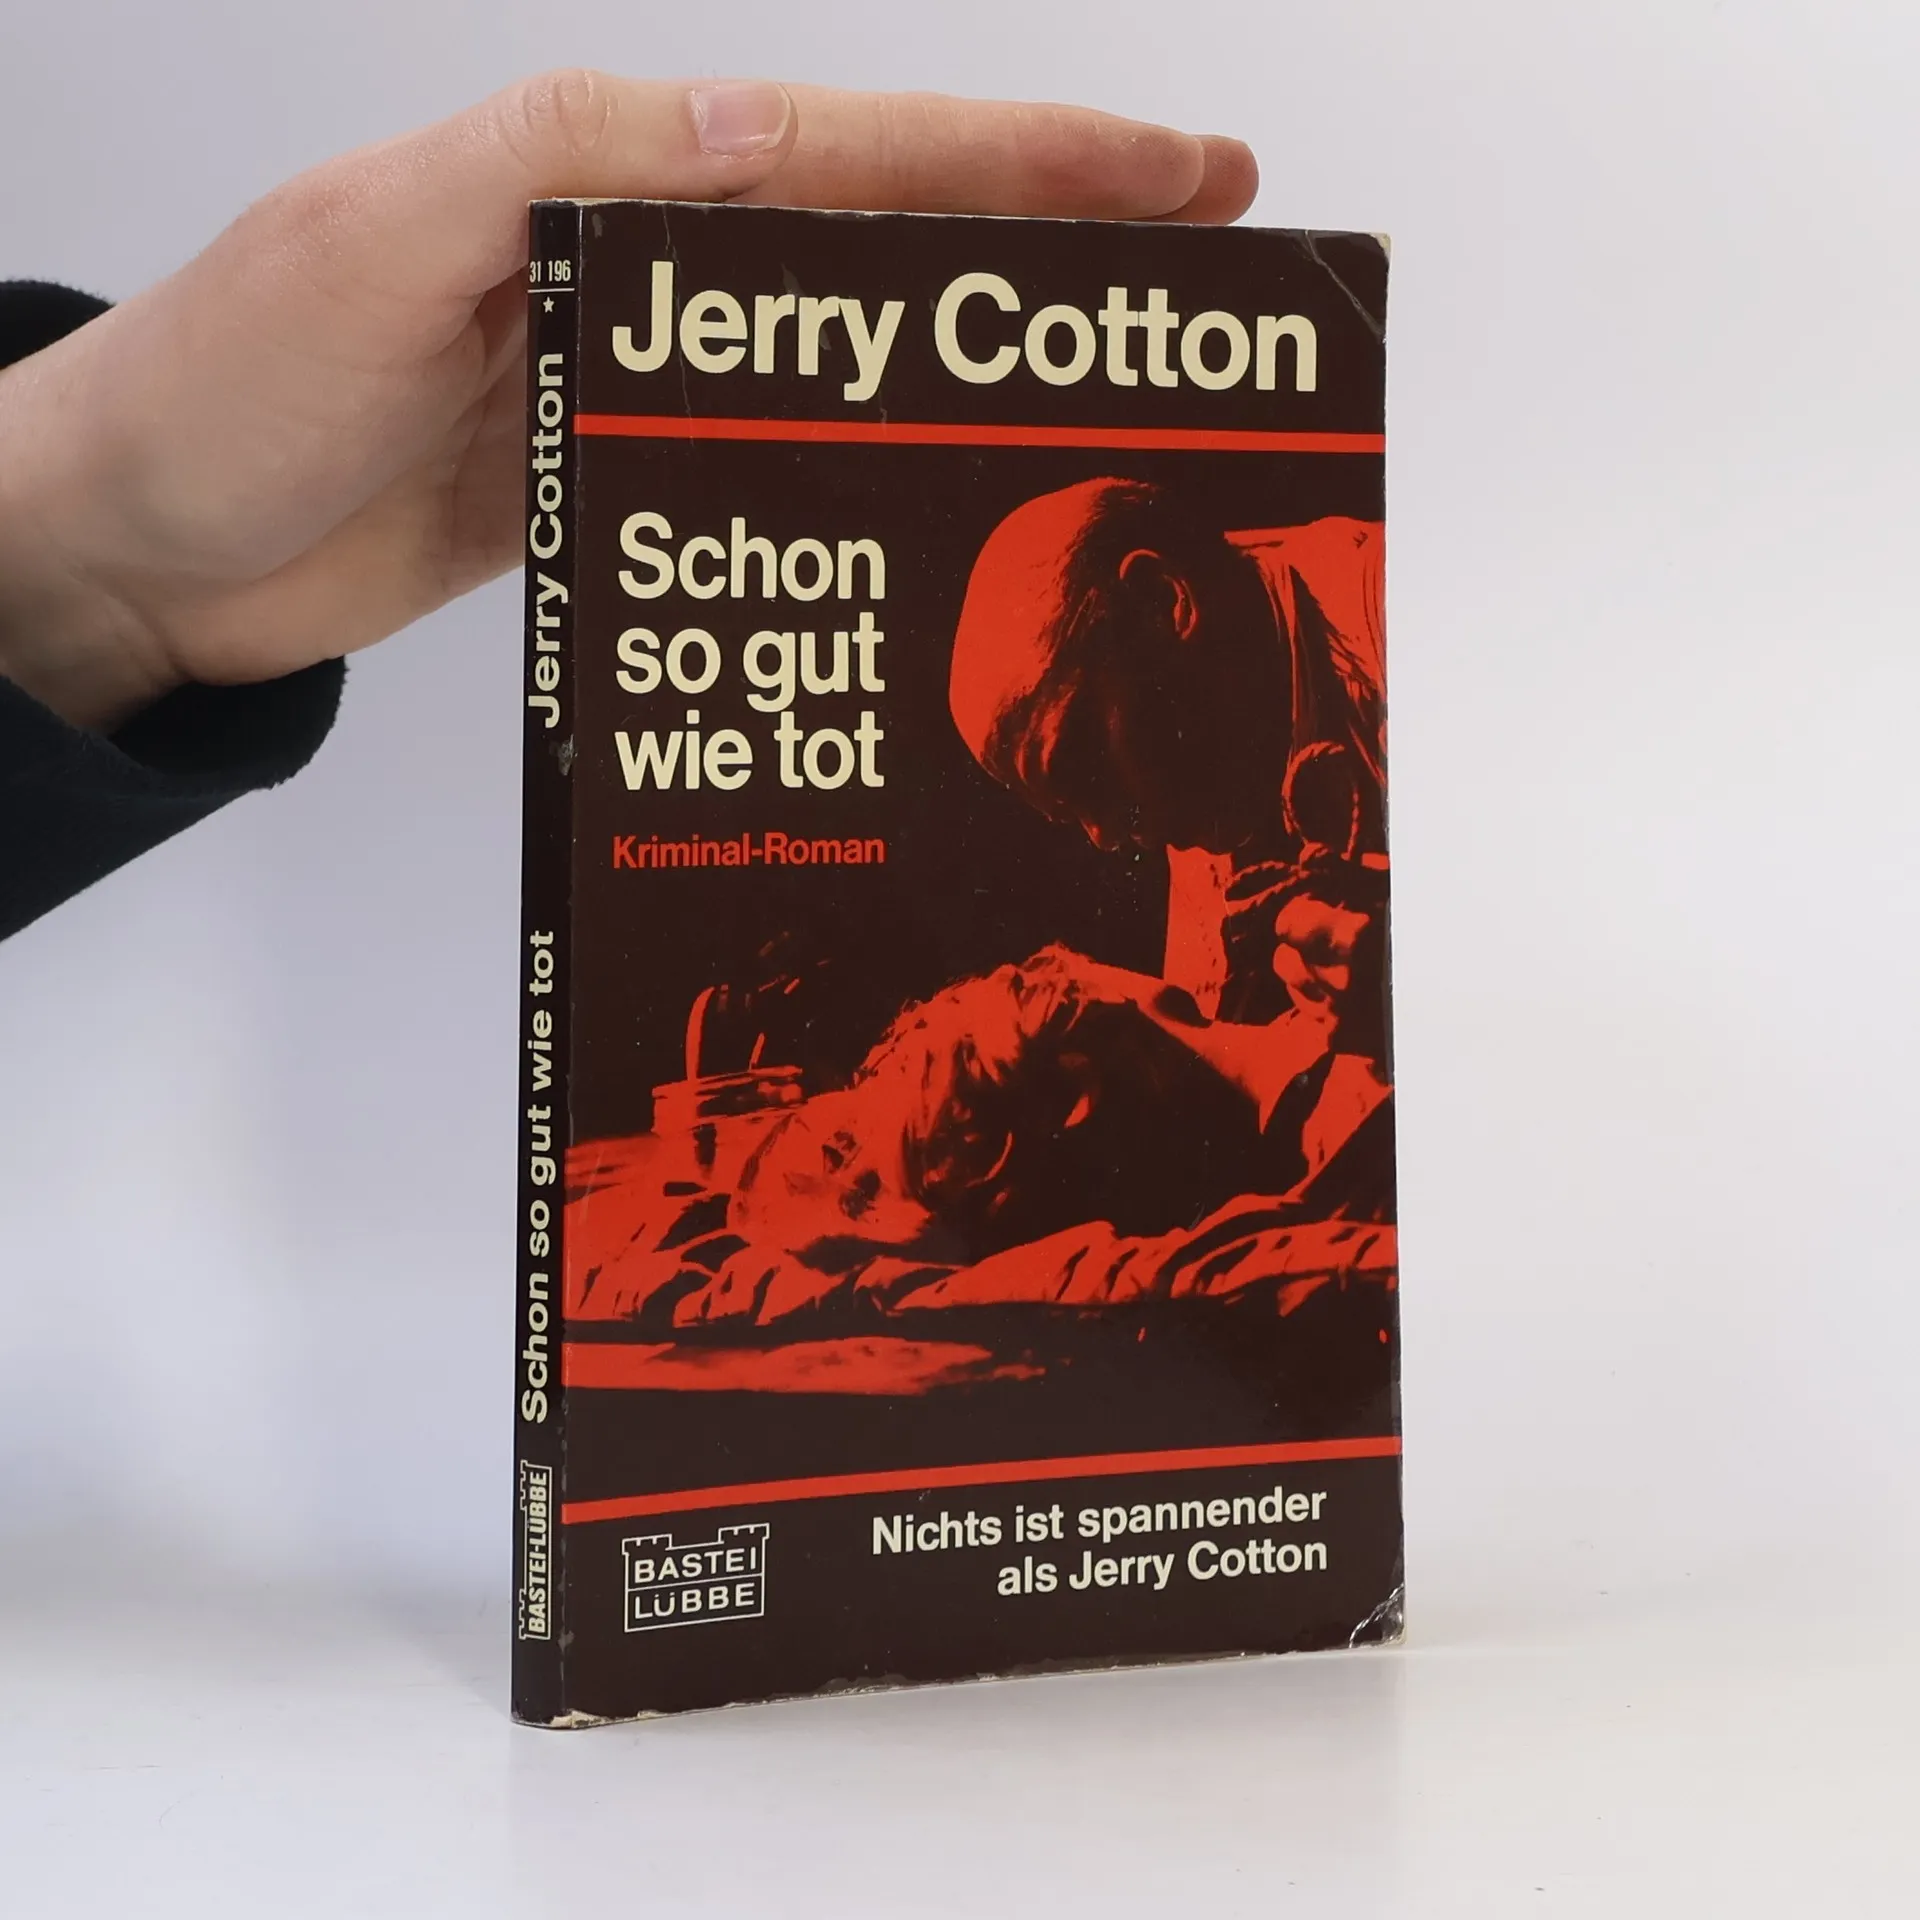 31 196
Jerry Cotton
Schon so gut wie tot
BASTEI-LÜBBE
Jerry Cotton
Schon
so gut
wie tot
Kriminal-Roman
Nichts ist spannender
als Jerry Cotton
BASTEI
LÜBBE